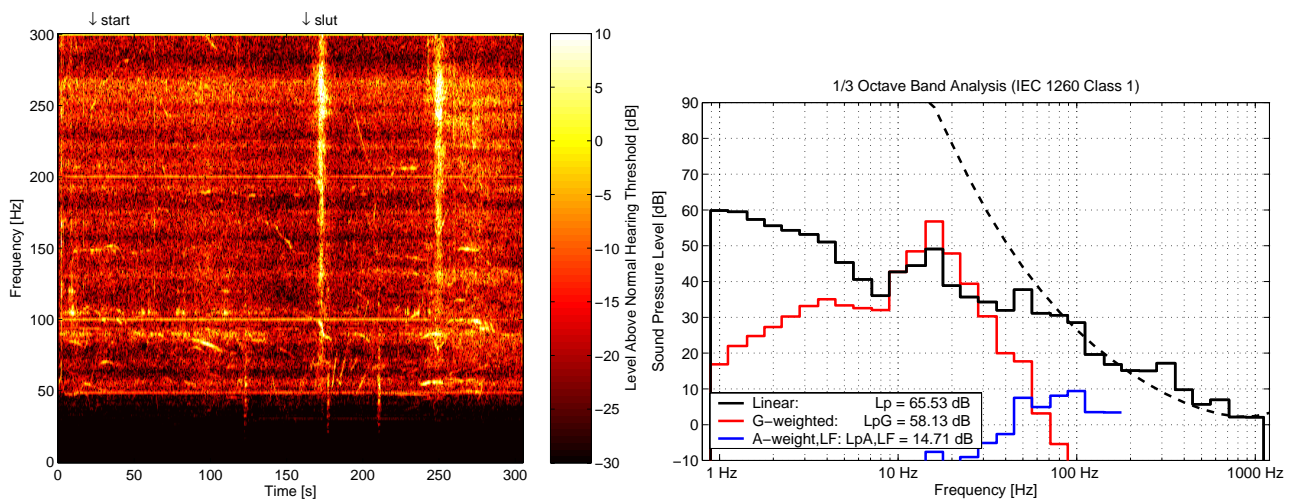 ↓ start
↓ slut
300
250
200
150
100
50
0
Frequency [Hz]
0
50
100
150
200
250
300
Time [s]
10
5
0
−5
−10
−15
−20
−25
−30
Level Above Normal Hearing Threshold [dB]
1/3 Octave Band Analysis (IEC 1260 Class 1)
90
80
70
60
50
40
30
20
10
0
−10
Sound Pressure Level [dB]
Linear: Lp = 65.53 dB
G−weighted: LpG = 58.13 dB
A−weight,LF: LpA,LF = 14.71 dB
1 Hz
10 Hz
100 Hz
1000 Hz
Frequency [Hz]